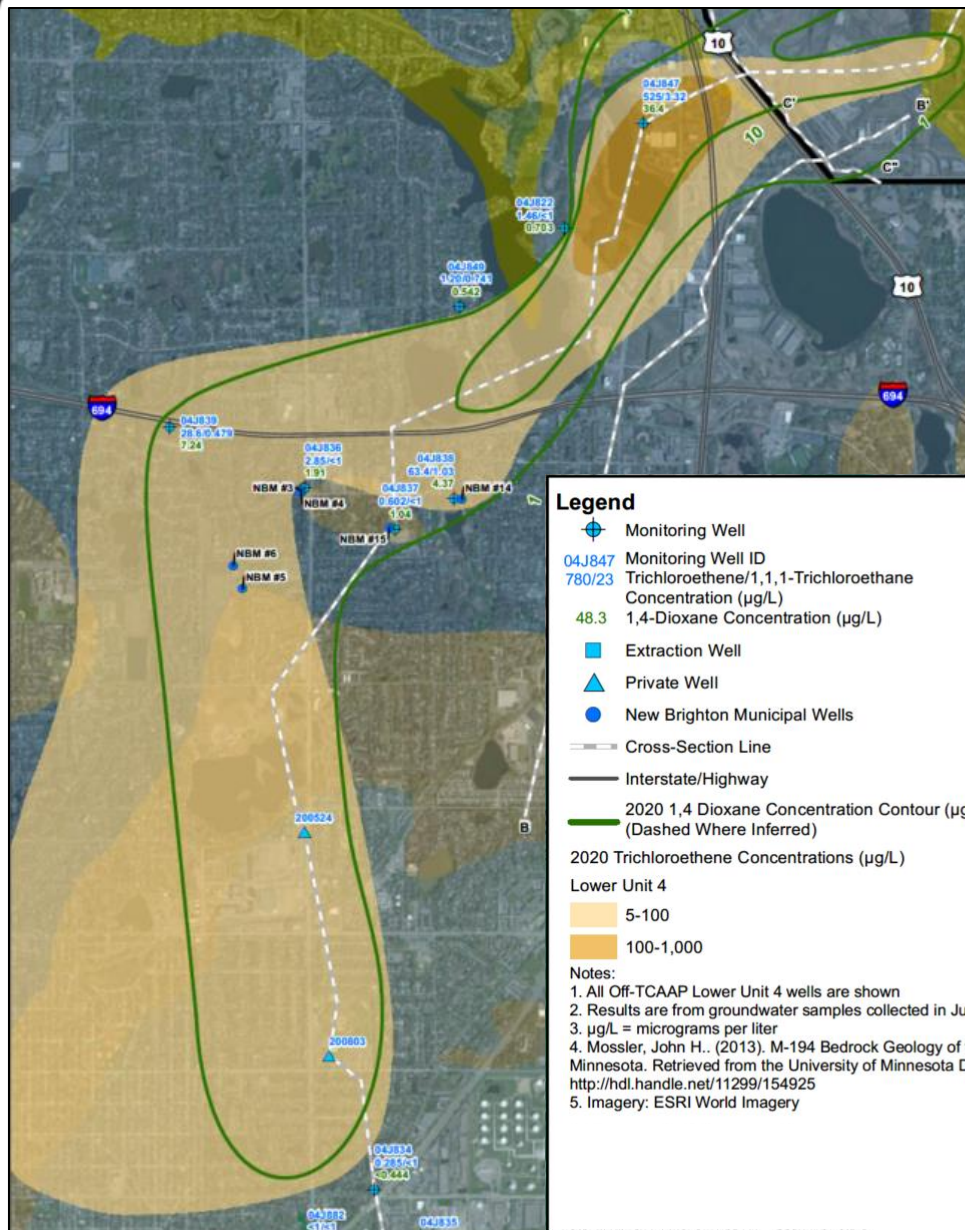 10
04J847
525/3.32
36.4
C'
B'
10
1
C"
04J822
1.46/<1
0.703
04J849
1.20/0.741
0.542
10
694
694
04J839
28.6/0.479
7.24
04J836
2.85/<1
1.91
04J838
63.4/1.03
4.37
NBM #3
NBM #14
04J837
0.602/<1
1.04
NBM #4
1
NBM #15
NBM #6
NBM #5
200524
B
200803
04J834
0.285/<1
<0.444
04J882
<1/<1
04J835
Legend
Monitoring Well
04J847 Monitoring Well ID
780/23 Trichloroethene/1,1,1-Trichloroethane
Concentration (µg/L)
48.3 1,4-Dioxane Concentration (µg/L)
Extraction Well
Private Well
New Brighton Municipal Wells
Cross-Section Line
Interstate/Highway
2020 1,4 Dioxane Concentration Contour (µg
(Dashed Where Inferred)
2020 Trichloroethene Concentrations (µg/L)
Lower Unit 4
5-100
100-1,000
Notes:
1. All Off-TCAAP Lower Unit 4 wells are shown
2. Results are from groundwater samples collected in Ju
3. µg/L = micrograms per liter
4. Mossler, John H.. (2013). M-194 Bedrock Geology of
Minnesota. Retrieved from the University of Minnesota D
http://hdl.handle.net/11299/154925
5. Imagery: ESRI World Imagery